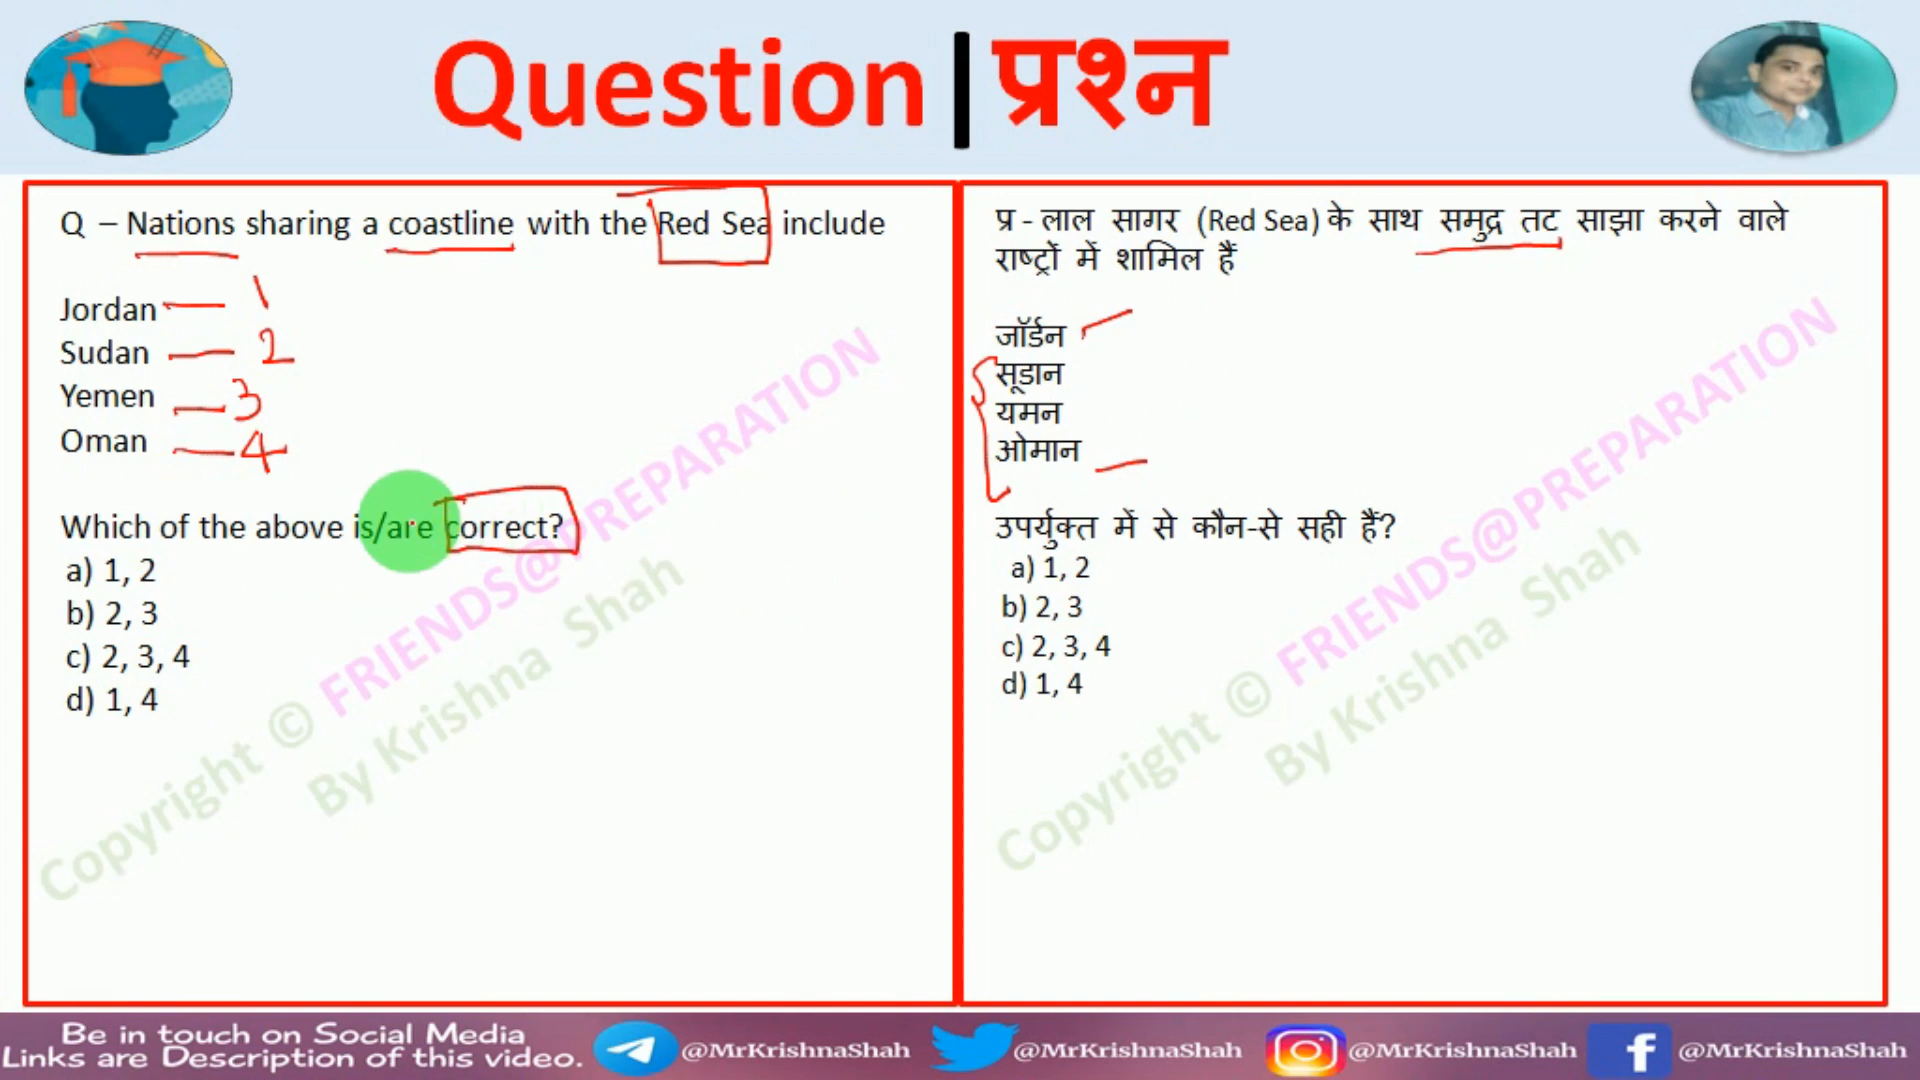 Question|प्रश्न
Q – Nations sharing a coastline with the Red Sea include
Jordan 1
Sudan 2
Yemen 3
Oman 4
Which of the above is/are correct?
a) 1, 2
b) 2, 3
c) 2, 3, 4
d) 1, 4
Copyright © FRIENDS@PREPARATION
By Krishna Shah
प्र - लाल सागर (Red Sea) के साथ समुद्र तट साझा करने वाले
राष्ट्रों में शामिल हैं
जॉर्डन
सूडान
यमन
ओमान
उपर्युक्त में से कौन-से सही हैं?
a) 1, 2
b) 2, 3
c) 2, 3, 4
d) 1, 4
Copyright © FRIENDS@PREPARATION
By Krishna Shah
Be in touch on Social Media
Links are Description of this video.
@MrKrishnaShah
@MrKrishnaShah
@MrKrishnaShah
@MrKrishnaShah